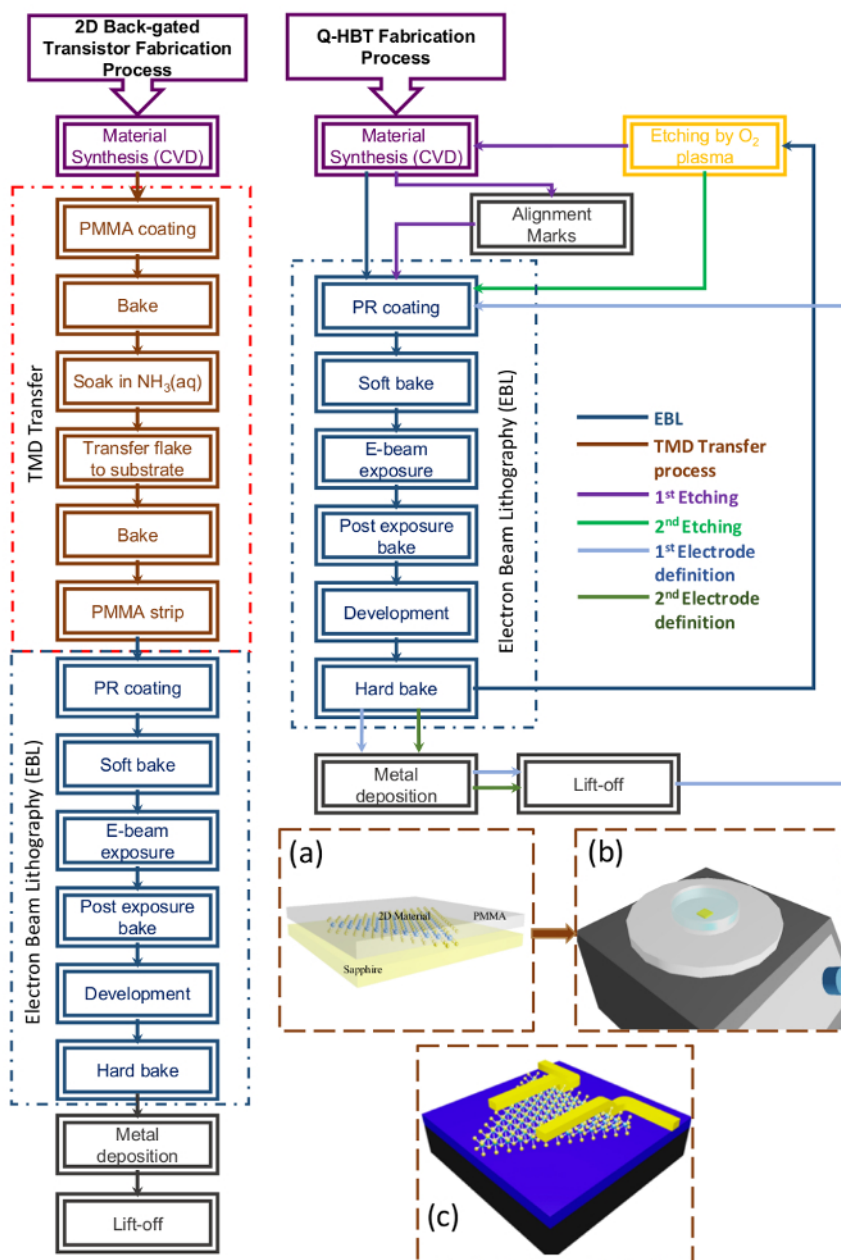 2D Back-gated
Transistor Fabrication
Process
Material
Synthesis (CVD)
TMD Transfer
PMMA coating
Bake
Soak in NH₃(aq)
Transfer flake
to substrate
Bake
PMMA strip
Electron Beam Lithography (EBL)
PR coating
Soft bake
E-beam
exposure
Post exposure
bake
Development
Hard bake
Metal
deposition
Lift-off
Q-HBT Fabrication
Process
Material
Synthesis (CVD)
Etching by O₂
plasma
Alignment
Marks
PR coating
Soft bake
E-beam
exposure
Post exposure
bake
Development
Hard bake
Electron Beam Lithography (EBL)
Metal
deposition
Lift-off
EBL
TMD Transfer
process
1st Etching
2nd Etching
1st Electrode
definition
2nd Electrode
definition
(a)
2D Material
PMMA
Sapphire
(b)
(c)